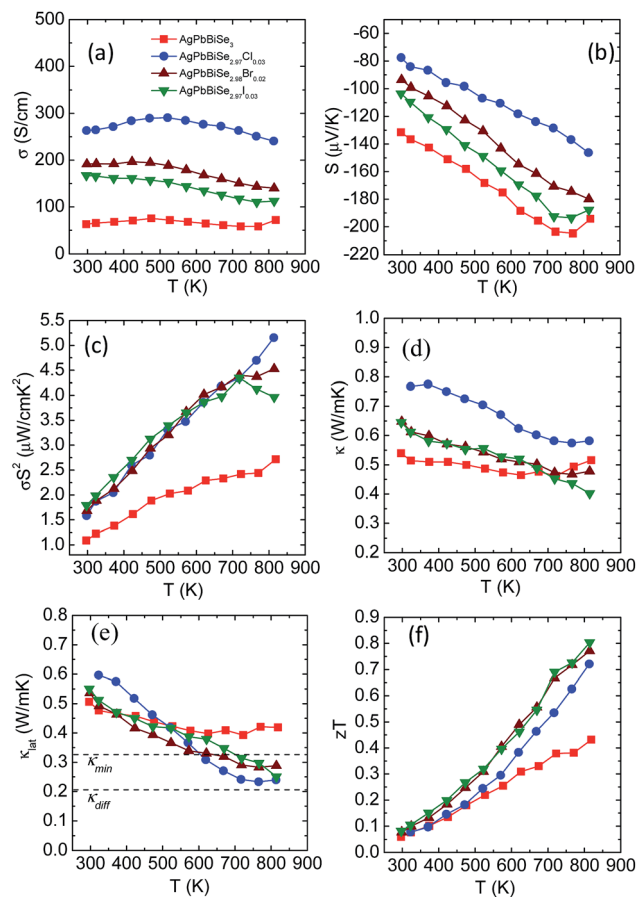 (a)
AgPbBiSe3
AgPbBiSe2.97Cl0.03
AgPbBiSe2.98Br0.02
AgPbBiSe2.97I0.03
500
400
300
200
100
0
σ (S/cm)
300 400 500 600 700 800 900
T (K)
(b)
-40
-60
-80
-100
-120
-140
-160
-180
-200
-220
S (μV/K)
300 400 500 600 700 800 900
T (K)
(c)
5.5
5.0
4.5
4.0
3.5
3.0
2.5
2.0
1.5
1.0
σS² (μW/cmK²)
300 400 500 600 700 800 900
T (K)
(d)
1.0
0.9
0.8
0.7
0.6
0.5
0.4
0.3
0.2
κ (W/mK)
300 400 500 600 700 800 900
T (K)
(e)
0.8
0.7
0.6
0.5
0.4
0.3
0.2
0.1
0.0
κlat (W/mK)
κmin
κdiff
300 400 500 600 700 800 900
T (K)
(f)
0.9
0.8
0.7
0.6
0.5
0.4
0.3
0.2
0.1
0.0
zT
300 400 500 600 700 800 900
T (K)